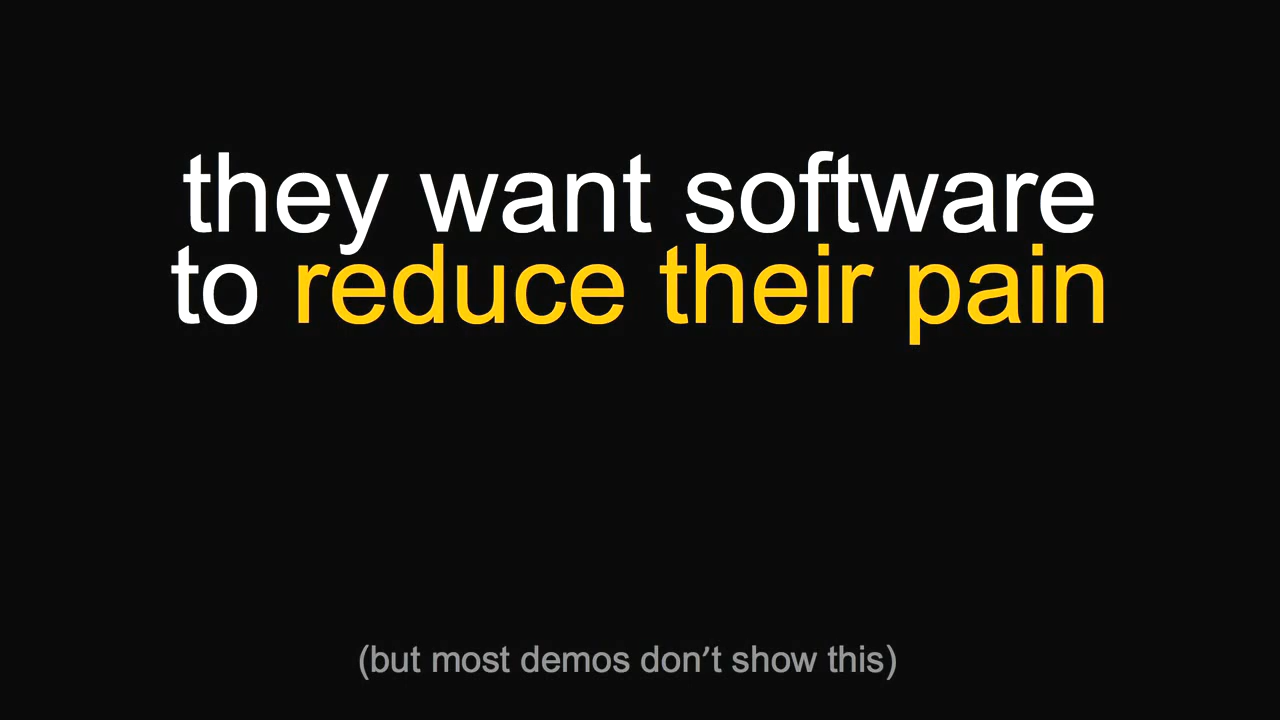 they want software
to reduce their pain
(but most demos don’t show this)